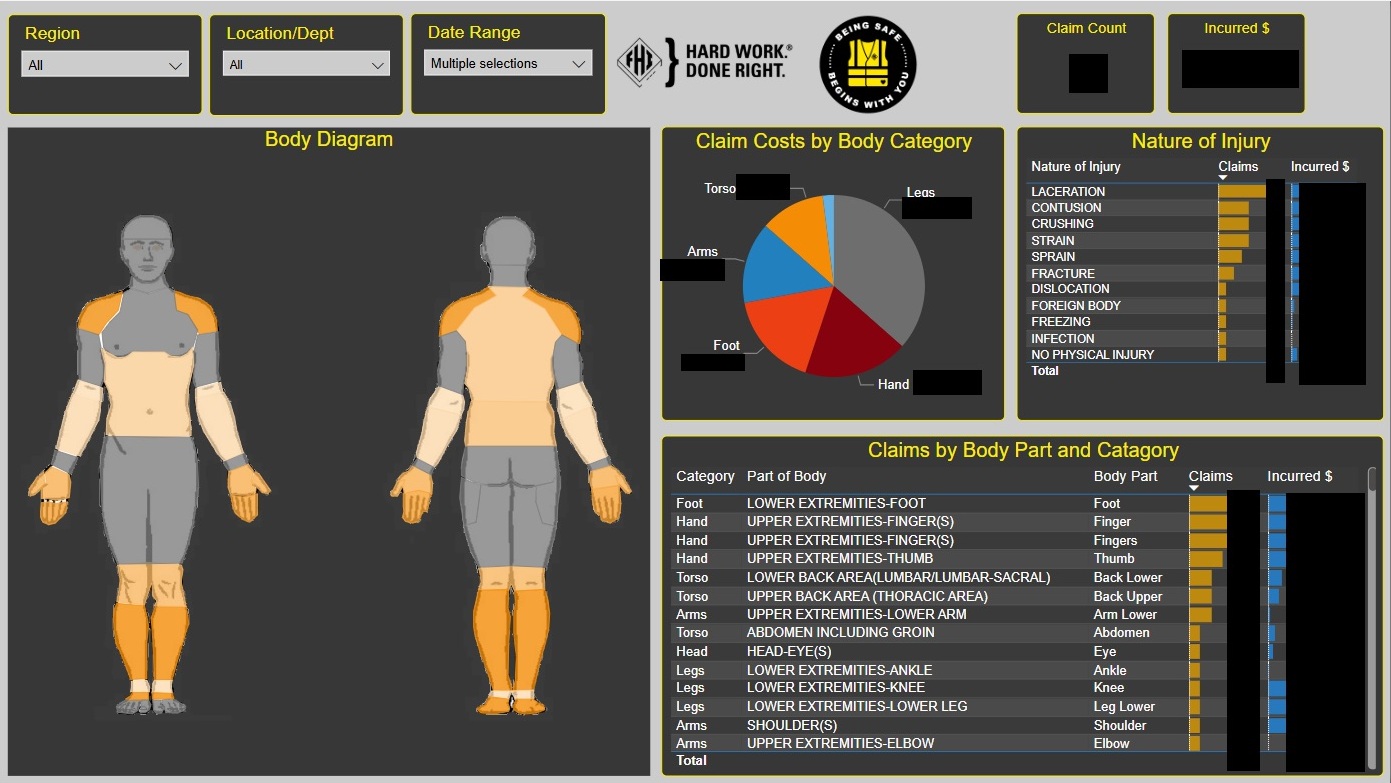 Region
All
Location/Dept
All
Date Range
Multiple selections
FH3
HARD WORK.®
DONE RIGHT.
BEING SAFE
BEGINS WITH YOU
Claim Count
Incurred $
Body Diagram
Claim Costs by Body Category
Torso
Legs
Arms
Foot
Hand
Nature of Injury
Nature of Injury Claims Incurred $
LACERATION
CONTUSION
CRUSHING
STRAIN
SPRAIN
FRACTURE
DISLOCATION
FOREIGN BODY
FREEZING
INFECTION
NO PHYSICAL INJURY
Total
Claims by Body Part and Catagory
Category Part of Body Body Part Claims Incurred $
Foot LOWER EXTREMITIES-FOOT Foot
Hand UPPER EXTREMITIES-FINGER(S) Finger
Hand UPPER EXTREMITIES-FINGER(S) Fingers
Hand UPPER EXTREMITIES-THUMB Thumb
Torso LOWER BACK AREA(LUMBAR/LUMBAR-SACRAL) Back Lower
Torso UPPER BACK AREA (THORACIC AREA) Back Upper
Arms UPPER EXTREMITIES-LOWER ARM Arm Lower
Torso ABDOMEN INCLUDING GROIN Abdomen
Head HEAD-EYE(S) Eye
Legs LOWER EXTREMITIES-ANKLE Ankle
Legs LOWER EXTREMITIES-KNEE Knee
Legs LOWER EXTREMITIES-LOWER LEG Leg Lower
Arms SHOULDER(S) Shoulder
Arms UPPER EXTREMITIES-ELBOW Elbow
Total